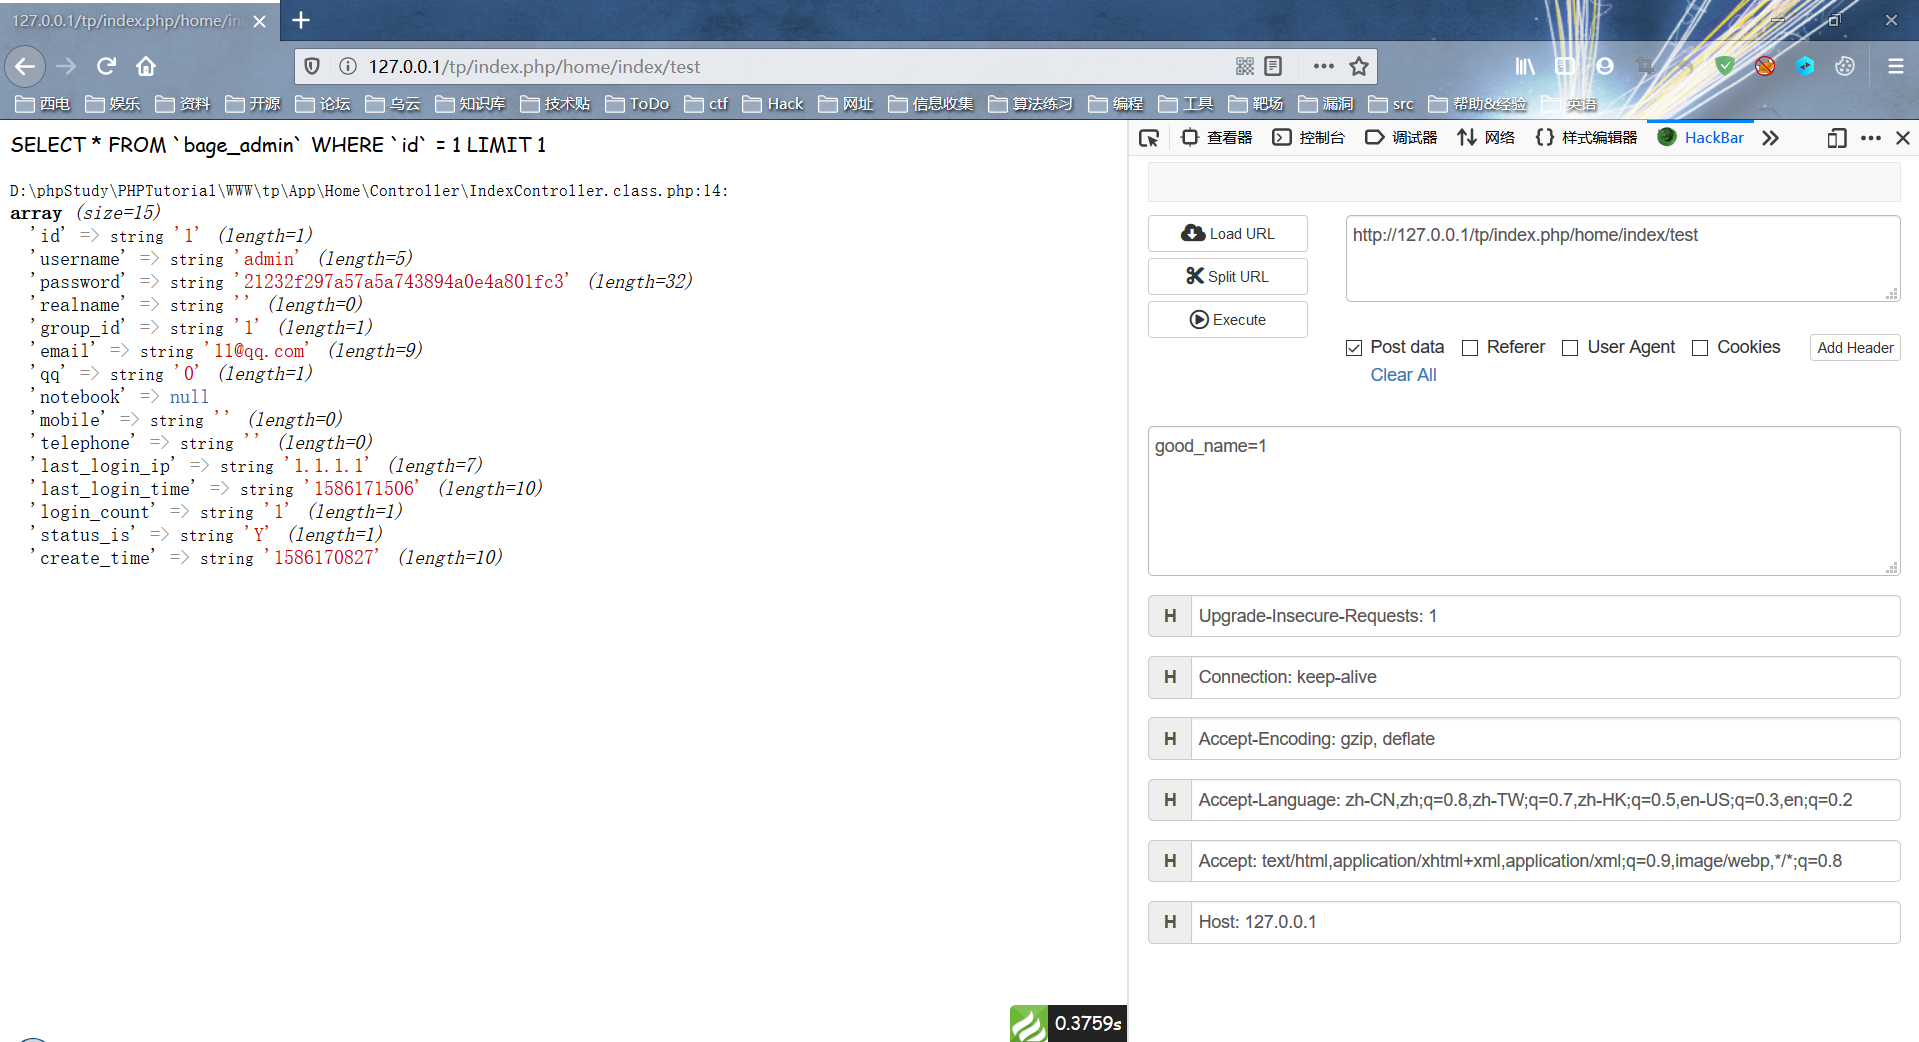 127.0.0.1/tp/index.php/home/in
127.0.0.1/tp/index.php/home/index/test
西电 娱乐 资料 开源 论坛 乌云 知识库 技术贴 ToDo ctf Hack 网址 信息收集 算法练习 编程 工具 靶场 漏洞 src 帮助&经验 英语
查看器 控制台 调试器 网络 样式编辑器 HackBar
SELECT * FROM `bage_admin` WHERE `id` = 1 LIMIT 1
D:\phpStudy\PHPTutorial\WWW\tp\App\Home\Controller\IndexController.class.php:14:
array (size=15)
'id' => string '1' (length=1)
'username' => string 'admin' (length=5)
'password' => string '21232f297a57a5a743894a0e4a801fc3' (length=32)
'realname' => string '' (length=0)
'group_id' => string '1' (length=1)
'email' => string '11@qq.com' (length=9)
'qq' => string '0' (length=1)
'notebook' => null
'mobile' => string '' (length=0)
'telephone' => string '' (length=0)
'last_login_ip' => string '1.1.1.1' (length=7)
'last_login_time' => string '1586171506' (length=10)
'login_count' => string '1' (length=1)
'status_is' => string 'Y' (length=1)
'create_time' => string '1586170827' (length=10)
0.3759s
Load URL
Split URL
Execute
http://127.0.0.1/tp/index.php/home/index/test
Post data Referer User Agent Cookies Add Header
Clear All
good_name=1
H Upgrade-Insecure-Requests: 1
H Connection: keep-alive
H Accept-Encoding: gzip, deflate
H Accept-Language: zh-CN,zh;q=0.8,zh-TW;q=0.7,zh-HK;q=0.5,en-US;q=0.3,en;q=0.2
H Accept: text/html,application/xhtml+xml,application/xml;q=0.9,image/webp,*/*;q=0.8
H Host: 127.0.0.1